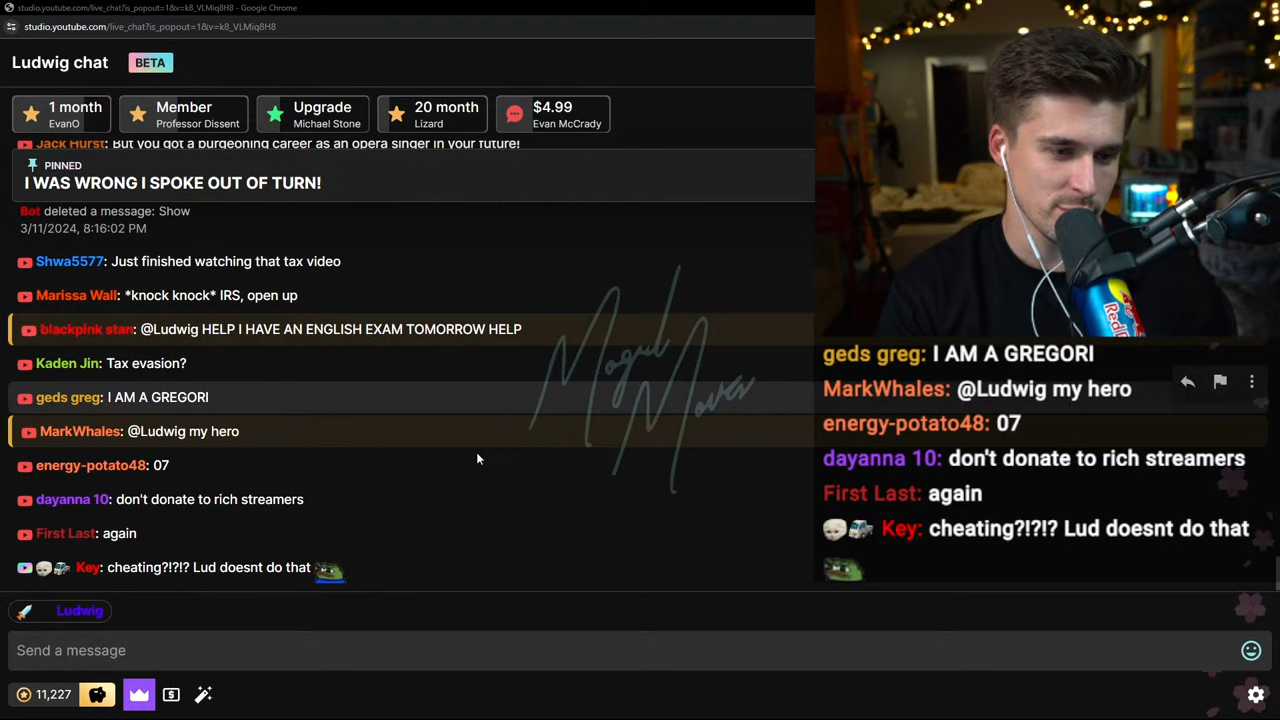 studio.youtube.com/live_chat?is_popout=1&v=k8_VLMiq8H8 - Google Chrome
studio.youtube.com/live_chat?is_popout=1&v=k8_VLMiq8H8
Ludwig chat BETA
1 month
EvanO
Member
Professor Dissent
Upgrade
Michael Stone
20 month
Lizard
$4.99
Evan McCrady
Jack Hurst: But you got a burgeoning career as an opera singer in your future!
PINNED
I WAS WRONG I SPOKE OUT OF TURN!
Bot deleted a message: Show
3/11/2024, 8:16:02 PM
Shwa5577: Just finished watching that tax video
Marissa Wall: *knock knock* IRS, open up
blackpink stan: @Ludwig HELP I HAVE AN ENGLISH EXAM TOMORROW HELP
Kaden Jin: Tax evasion?
geds greg: I AM A GREGORI
MarkWhales: @Ludwig my hero
energy-potato48: 07
dayanna 10: don't donate to rich streamers
First Last: again
Key: cheating?!?!? Lud doesnt do that
Ludwig
Send a message
11,227
Mogul
Moves
RedBull
geds greg: I AM A GREGORI
MarkWhales: @Ludwig my hero
energy-potato48: 07
dayanna 10: don't donate to rich streamers
First Last: again
Key: cheating?!?!? Lud doesnt do that